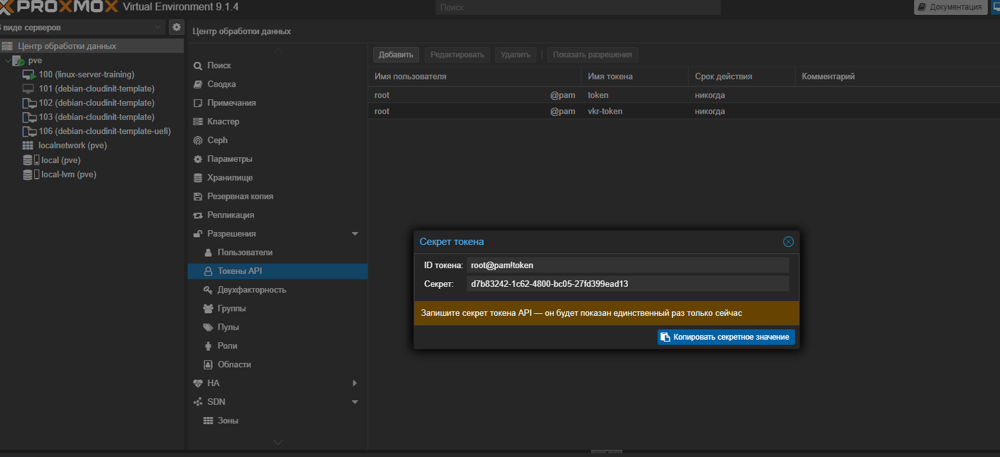 PROXMOX Virtual Environment 9.1.4
Поиск
Документация
виде серверов
Центр обработки данных
Центр обработки данных
pve
100 (linux-server-training)
101 (debian-cloudinit-template)
102 (debian-cloudinit-template)
103 (debian-cloudinit-template)
106 (debian-cloudinit-template-uefi)
localnetwork (pve)
local (pve)
local-lvm (pve)
Поиск
Сводка
Примечания
Кластер
Ceph
Параметры
Хранилище
Резервная копия
Репликация
Разрешения
Пользователи
Токены API
Двухфакторность
Группы
Пулы
Роли
Области
HA
SDN
Зоны
Добавить Редактировать Удалить Показать разрешения
Имя пользователя Имя токена Срок действия Комментарий
root @pam token никогда
root @pam vkr-token никогда
Секрет токена
ID токена: root@pam!token
Секрет: d7b83242-1c62-4800-bc05-27fd399ead13
Запишите секрет токена API — он будет показан единственный раз только сейчас
Копировать секретное значение